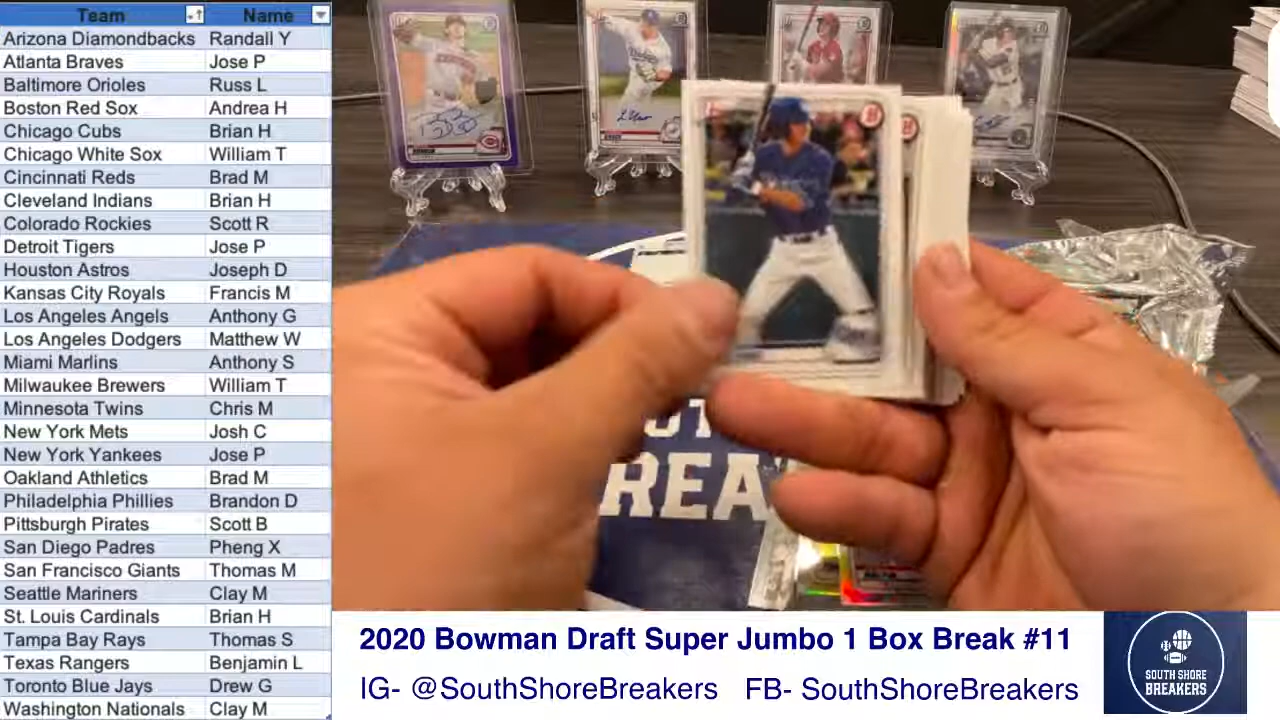 Team Name
Arizona Diamondbacks Randall Y
Atlanta Braves Jose P
Baltimore Orioles Russ L
Boston Red Sox Andrea H
Chicago Cubs Brian H
Chicago White Sox William T
Cincinnati Reds Brad M
Cleveland Indians Brian H
Colorado Rockies Scott R
Detroit Tigers Jose P
Houston Astros Joseph D
Kansas City Royals Francis M
Los Angeles Angels Anthony G
Los Angeles Dodgers Matthew W
Miami Marlins Anthony S
Milwaukee Brewers William T
Minnesota Twins Chris M
New York Mets Josh C
New York Yankees Jose P
Oakland Athletics Brad M
Philadelphia Phillies Brandon D
Pittsburgh Pirates Scott B
San Diego Padres Pheng X
San Francisco Giants Thomas M
Seattle Mariners Clay M
St. Louis Cardinals Brian H
Tampa Bay Rays Thomas S
Texas Rangers Benjamin L
Toronto Blue Jays Drew G
Washington Nationals Clay M
REA
2020 Bowman Draft Super Jumbo 1 Box Break #11
IG- @SouthShoreBreakers FB- SouthShoreBreakers
SOUTH SHORE
BREAKERS